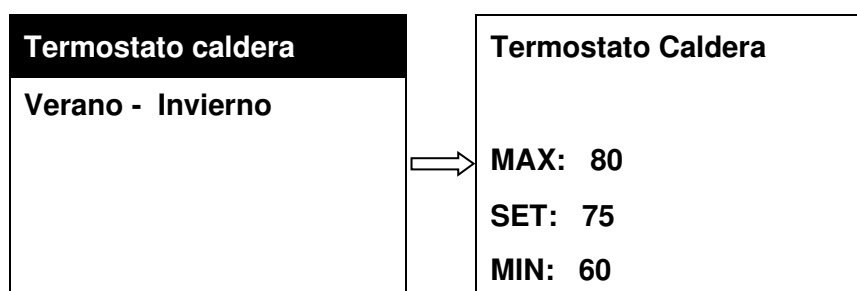 Termostato caldera
Verano - Invierno
Termostato Caldera
MAX: 80
SET: 75
MIN: 60